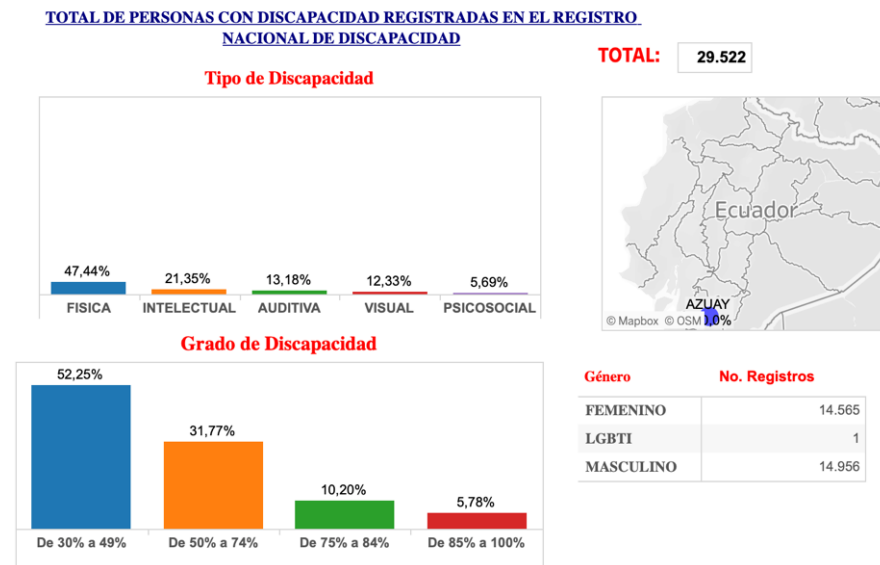 TOTAL DE PERSONAS CON DISCAPACIDAD REGISTRADAS EN EL REGISTRO
NACIONAL DE DISCAPACIDAD
TOTAL: 29.522
Tipo de Discapacidad
47,44% 21,35% 13,18% 12,33% 5,69%
FISICA INTELECTUAL AUDITIVA VISUAL PSICOSOCIAL
Ecuador
AZUAY
© Mapbox © OSM
Grado de Discapacidad
52,25%
31,77%
10,20%
5,78%
De 30% a 49% De 50% a 74% De 75% a 84% De 85% a 100%
Género No. Registros
FEMENINO 14.565
LGBTI 1
MASCULINO 14.956